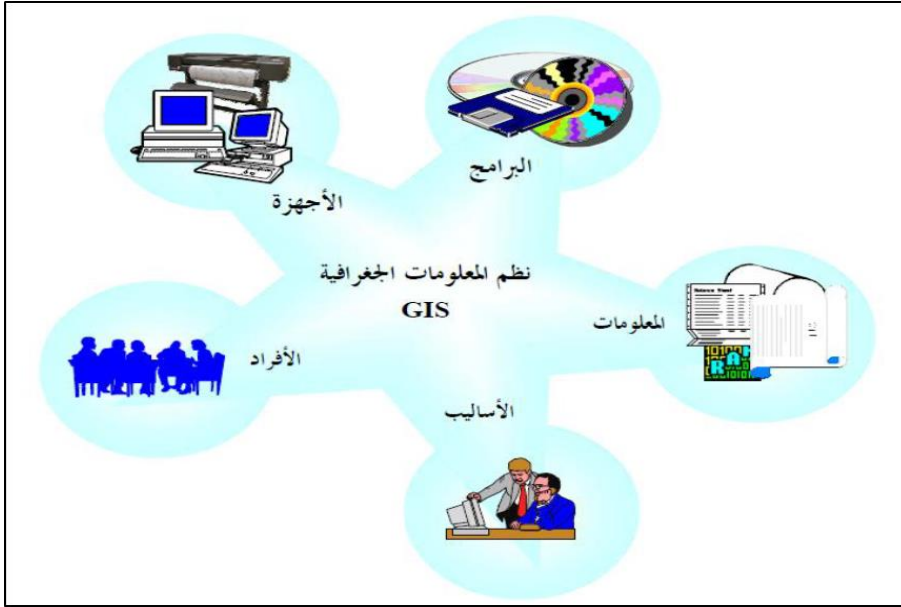 البرامج
الأجهزة
نظم المعلومات الجغرافية
GIS
المعلومات
الأفراد
الأساليب